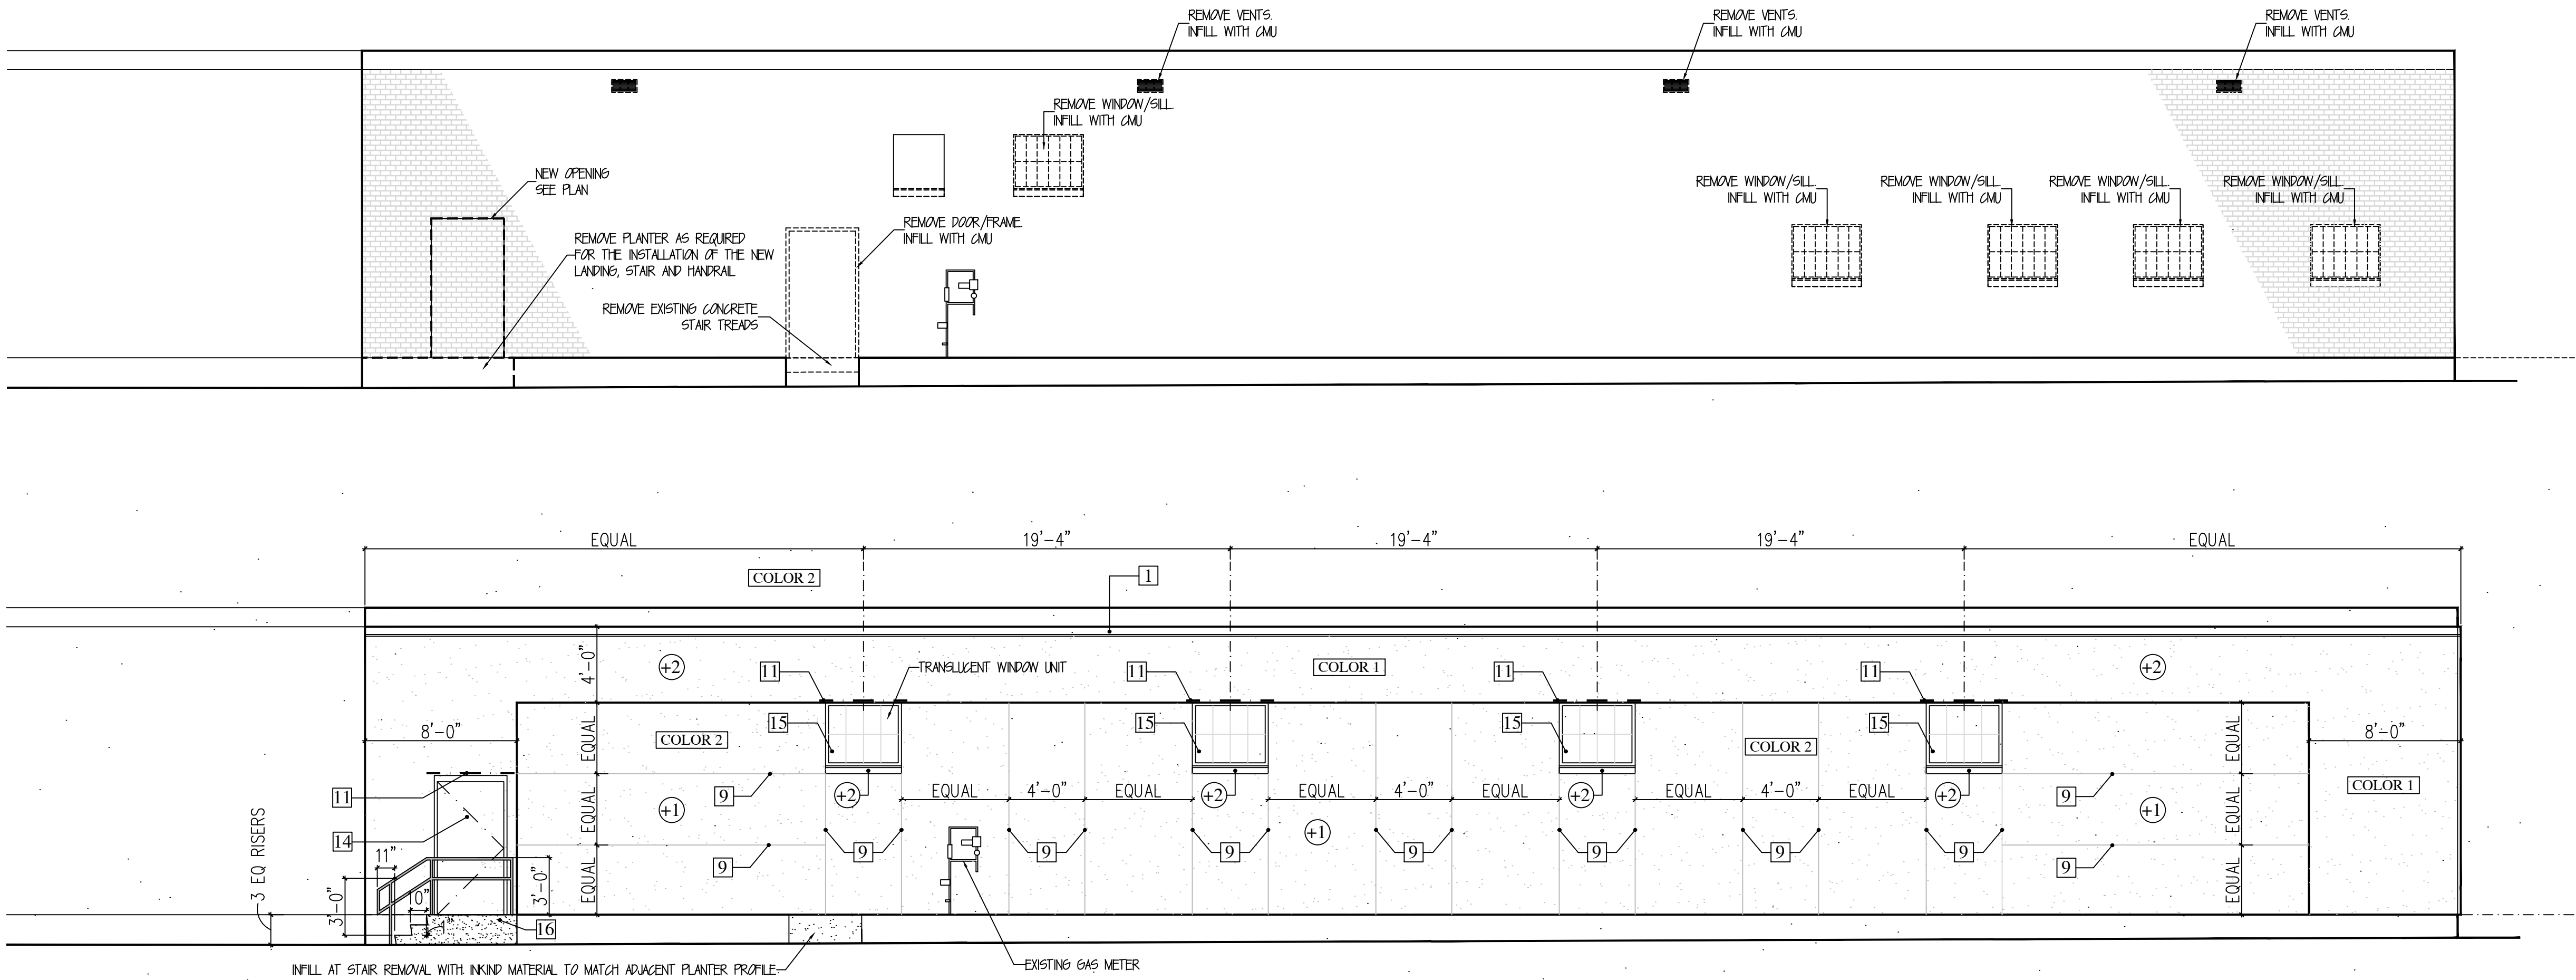 REMOVE VENTS.
INFILL WITH CMU
REMOVE VENTS.
INFILL WITH CMU
REMOVE VENTS.
INFILL WITH CMU
REMOVE WINDOW/SILL.
INFILL WITH CMU
NEW OPENING
SEE PLAN
REMOVE WINDOW/SILL.
INFILL WITH CMU
REMOVE WINDOW/SILL.
INFILL WITH CMU
REMOVE WINDOW/SILL.
INFILL WITH CMU
REMOVE WINDOW/SILL.
INFILL WITH CMU
REMOVE DOOR/FRAME.
INFILL WITH CMU
REMOVE PLANTER AS REQUIRED
FOR THE INSTALLATION OF THE NEW
LANDING, STAIR AND HANDRAIL
REMOVE EXISTING CONCRETE
STAIR TREADS
EQUAL
19'-4"
19'-4"
19'-4"
EQUAL
COLOR 2
1
4'-0"
+2
11
TRANSLUCENT WINDOW UNIT
11
COLOR 1
11
11
+2
8'-0"
EQUAL
COLOR 2
15
15
15
COLOR 2
15
EQUAL
8'-0"
11
9
+2
EQUAL
4'-0"
EQUAL
+2
EQUAL
4'-0"
EQUAL
+2
EQUAL
4'-0"
EQUAL
+2
9
COLOR 1
EQUAL
+1
+1
+1
EQUAL
14
9
9
9
9
9
9
9
9
9
3 EQ RISERS
11"
3'-0"
10"
3'-0"
EQUAL
EQUAL
16
INFILL AT STAIR REMOVAL WITH INKIND MATERIAL TO MATCH ADJACENT PLANTER PROFILE.
EXISTING GAS METER